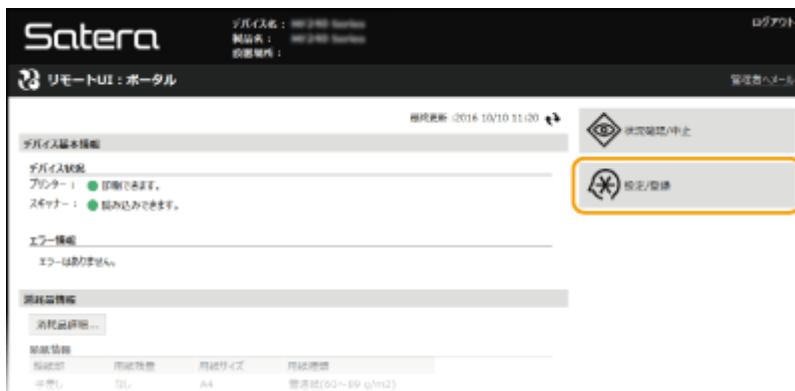 Satera
デバイス名 :
製品名 :
設置場所 :
ログアウト
リモートUI : ポータル
管理者へメール
最終更新 :2016 10/10 11:20
デバイス基本情報
デバイス状況
プリンター : 印刷できます。
スキャナー : 読み込みできます。
エラー情報
エラーはありません。
消耗品情報
消耗品詳細...
給紙情報
給紙部 用紙残量 用紙サイズ 用紙種類
手差し なし A4 普通紙(60～89 g/m2)
状況確認/中止
設定/登録